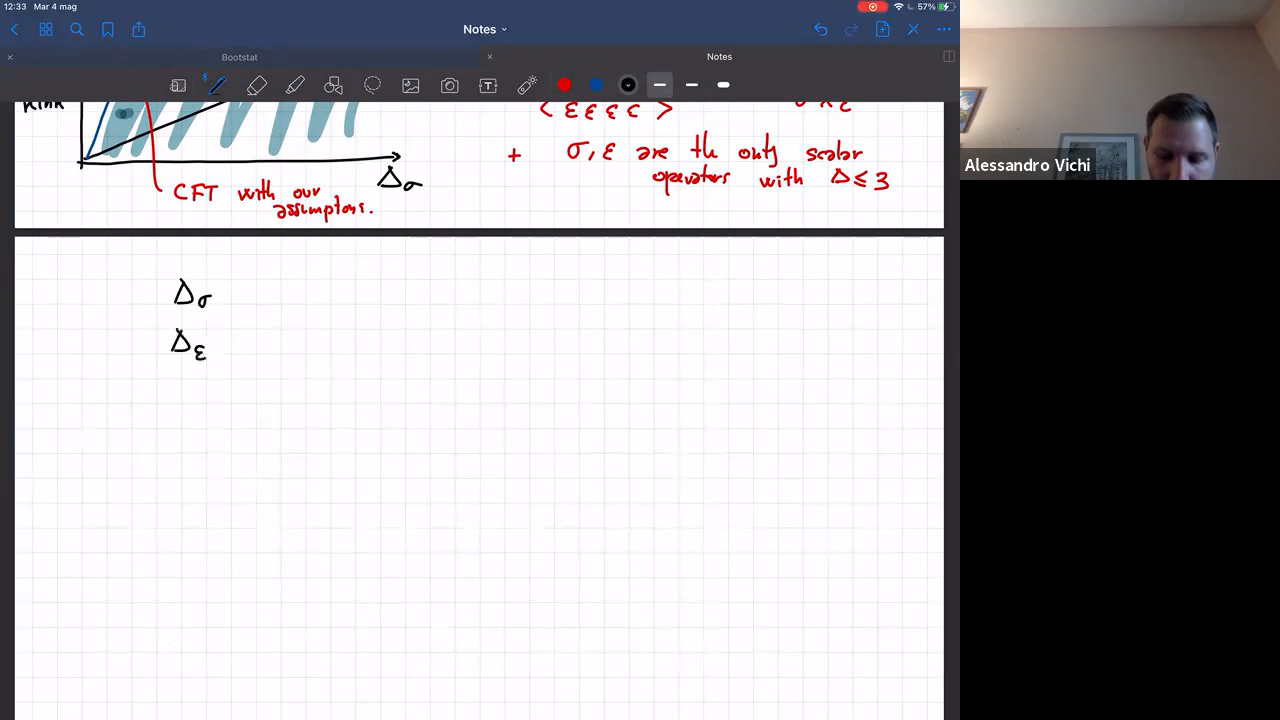 12:33 Mar 4 mag
57%
Notes
Bootstat
Notes
Kink
< ε ε ε ε >
σ × ε
+ σ, ε are the only scalar
operators with Δ ≤ 3
Δσ
CFT with our
assumptions.
Δσ
Δε
Alessandro Vichi